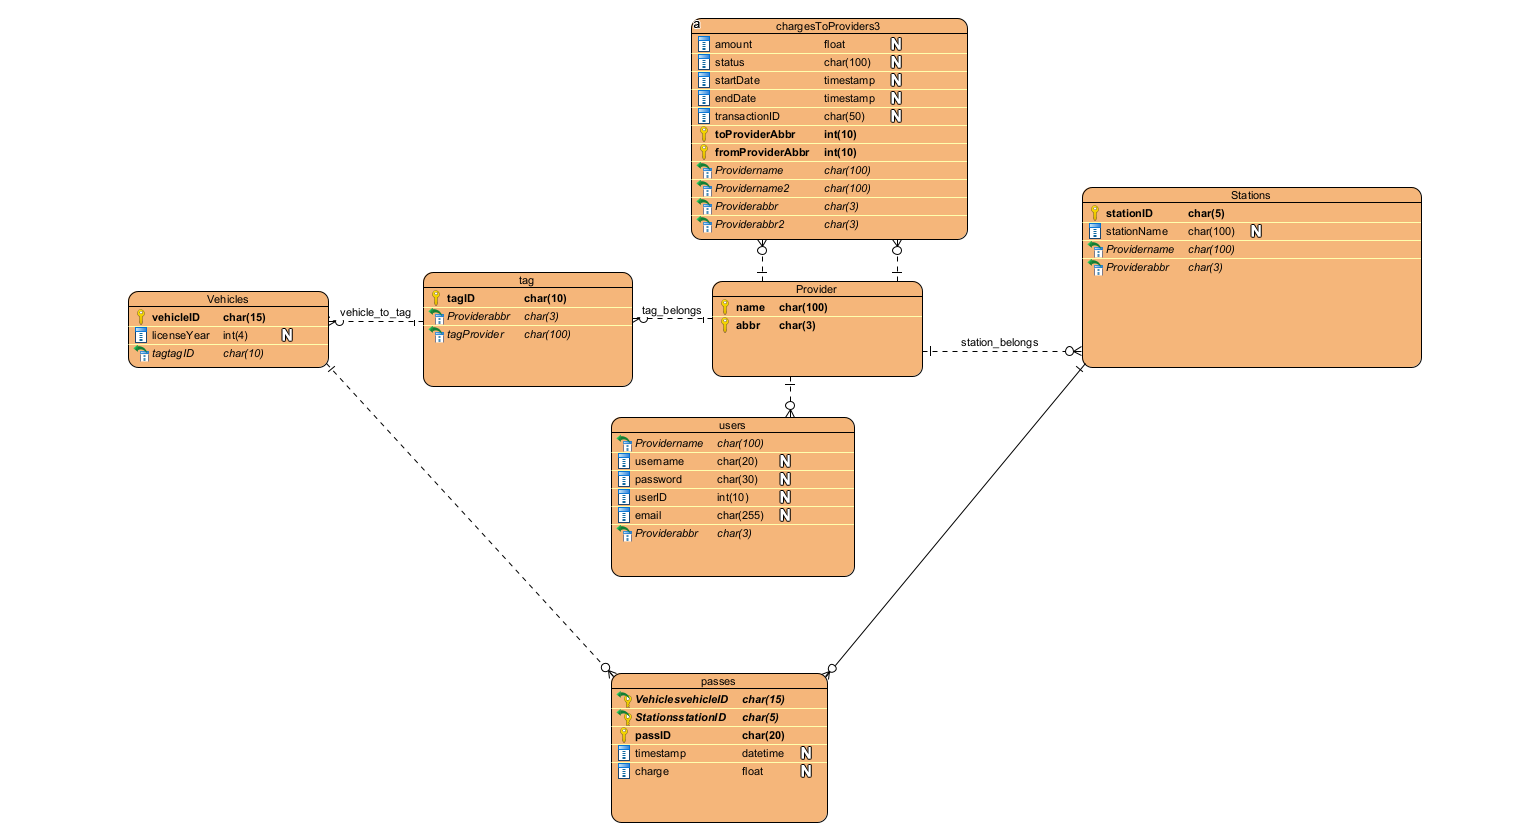 a
chargesToProviders3
amount float N
status char(100) N
startDate timestamp N
endDate timestamp N
transactionID char(50) N
toProviderAbbr int(10)
fromProviderAbbr int(10)
Providername char(100)
Providername2 char(100)
Providerabbr char(3)
Providerabbr2 char(3)
Stations
stationID char(5)
stationName char(100) N
Providername char(100)
Providerabbr char(3)
tag
tagID char(10)
Providerabbr char(3)
tagProvider char(100)
Provider
name char(100)
abbr char(3)
Vehicles
vehicleID char(15)
licenseYear int(4) N
tagtagID char(10)
vehicle_to_tag
tag_belongs
station_belongs
users
Providername char(100)
username char(20) N
password char(30) N
userID int(10) N
email char(255) N
Providerabbr char(3)
passes
VehiclesvehicleID char(15)
StationsstationID char(5)
passID char(20)
timestamp datetime N
charge float N